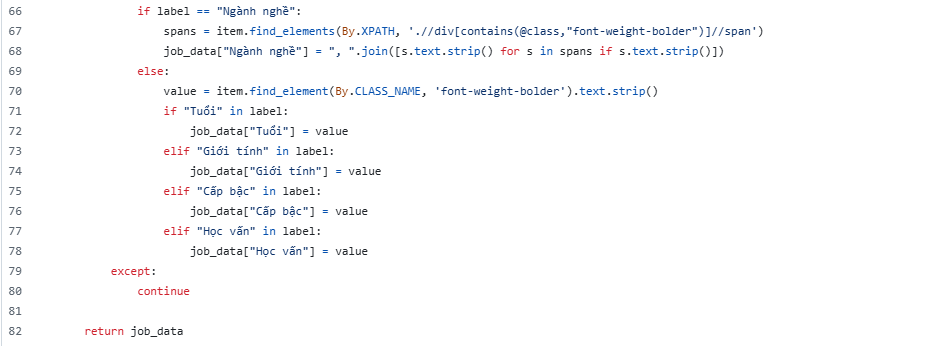 66                 if label == "Ngành nghề":
67                     spans = item.find_elements(By.XPATH, './/div[contains(@class,"font-weight-bolder")]//span')
68                     job_data["Ngành nghề"] = ", ".join([s.text.strip() for s in spans if s.text.strip()])
69                 else:
70                     value = item.find_element(By.CLASS_NAME, 'font-weight-bolder').text.strip()
71                     if "Tuổi" in label:
72                         job_data["Tuổi"] = value
73                     elif "Giới tính" in label:
74                         job_data["Giới tính"] = value
75                     elif "Cấp bậc" in label:
76                         job_data["Cấp bậc"] = value
77                     elif "Học vấn" in label:
78                         job_data["Học vấn"] = value
79             except:
80                 continue
81
82         return job_data